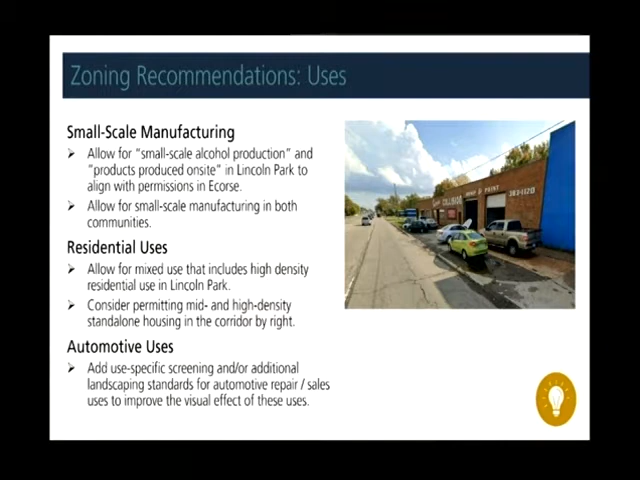 Zoning Recommendations: Uses
Small-Scale Manufacturing
➤ Allow for “small-scale alcohol production” and
“products produced onsite” in Lincoln Park to
align with permissions in Ecorse.
➤ Allow for small-scale manufacturing in both
communities.
Residential Uses
➤ Allow for mixed use that includes high density
residential use in Lincoln Park.
➤ Consider permitting mid- and high-density
standalone housing in the corridor by right.
Automotive Uses
➤ Add use-specific screening and/or additional
landscaping standards for automotive repair / sales
uses to improve the visual effect of these uses.
COLLISION
PAINT
383-1120